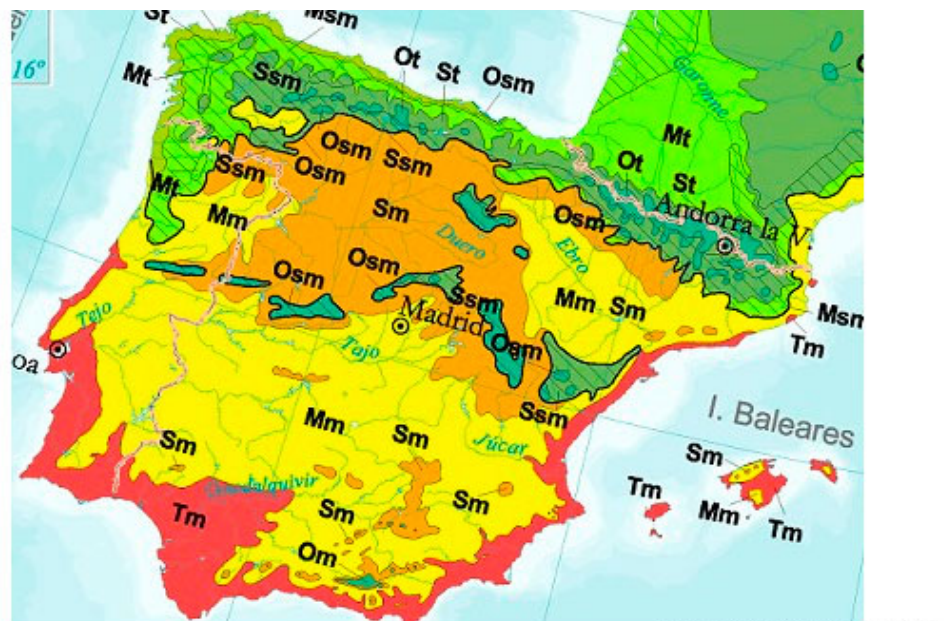 St
Msm
16º
Mt
Ssm
Ot
St
Osm
Garonne
Mt
Ot
St
Andorra la V.
Osm
Ssm
Osm
Ssm
Mt
Mm
Sm
Duero
Osm
Ebro
Osm
Osm
Ssm
Mm
Sm
Msm
Tm
Tejo
Madrid
Osm
Tajo
oa
Ssm
I. Baleares
Mm
Sm
Júcar
Sm
Sm
Guadalquivir
Tm
Sm
Sm
Tm
Mm
Tm
Om